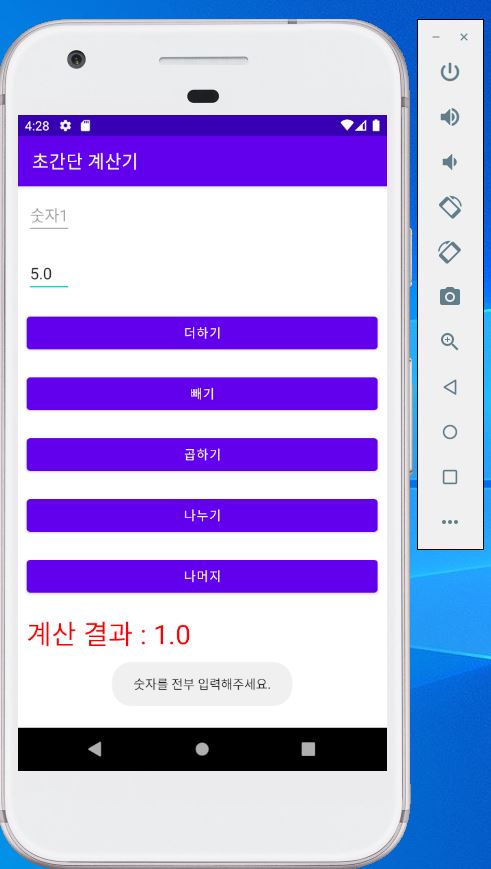 4:28
초간단 계산기
숫자1
5.0
더하기
빼기
곱하기
나누기
나머지
계산 결과 : 1.0
숫자를 전부 입력해주세요.